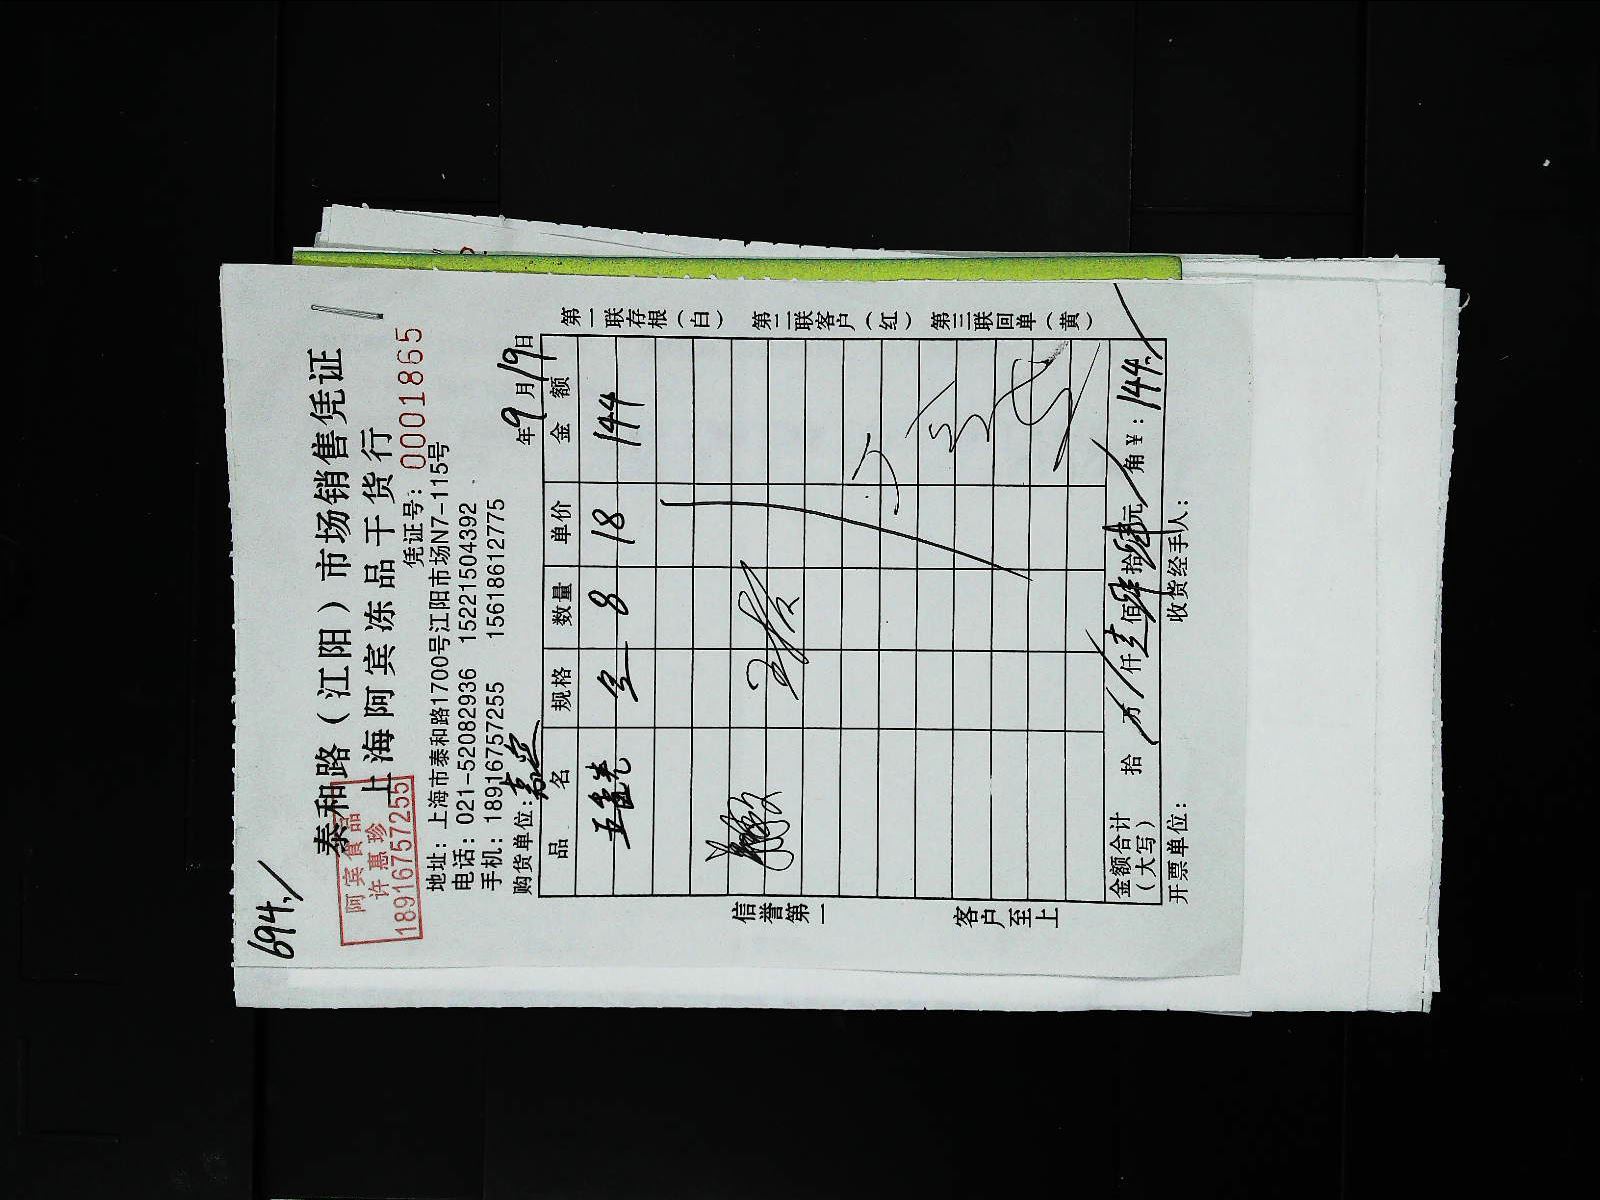 694./
泰和路（江阳）市场销售凭证
上海阿宾冻品干货行
阿宾食品
许惠珍
18916757255
凭证号：0001865
地址：上海市泰和路1700号江阳市场N7-115号
电话：021-52082936 15221504392
手机：18916757255 15618612775
购货单位： 年9月19日
品名 规格 数量 单价 金额
8 18 144
第一联存根（白） 第二联客户（红） 第三联回单（黄）
信誉第一 客户至上
金额合计（大写） 拾 万 仟壹佰肆拾肆元 角 ¥：144./
开票单位： 收货经手人：